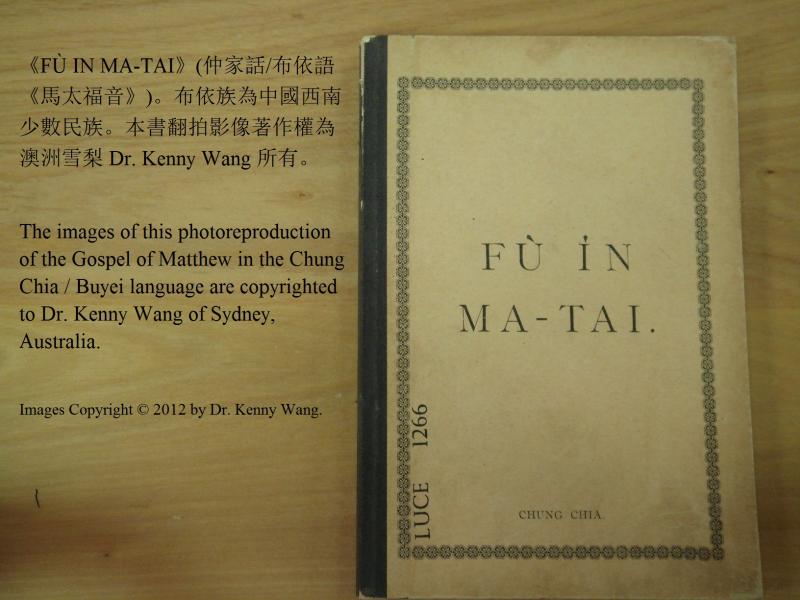 《FÙ IN MA-TAI》(仲家話/布依語
《馬太福音》)。布依族為中國西南
少數民族。本書翻拍影像著作權為
澳洲雪梨 Dr. Kenny Wang 所有。
The images of this photoreproduction
of the Gospel of Matthew in the Chung
Chia / Buyei language are copyrighted
to Dr. Kenny Wang of Sydney,
Australia.
Images Copyright © 2012 by Dr. Kenny Wang.
FÙ İN
MA-TAI.
LUCE 1266
CHUNG CHIA.